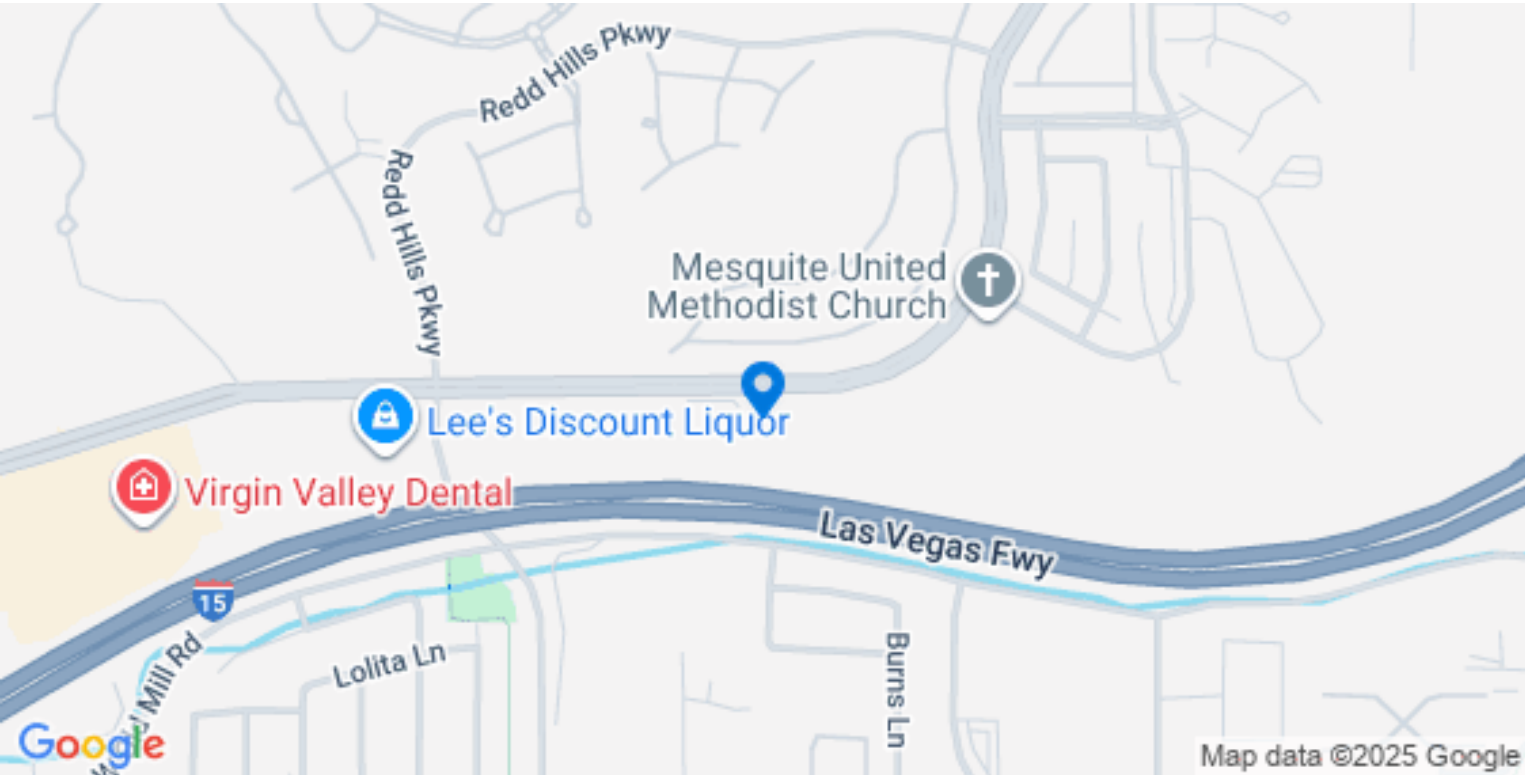 Redd Hills Pkwy
Redd Hills Pkwy
Mesquite United
Methodist Church
Lee's Discount Liquor
Virgin Valley Dental
Las Vegas Fwy
15
Mill Rd
Lolita Ln
Burns Ln
Google
Map data ©2025 Google